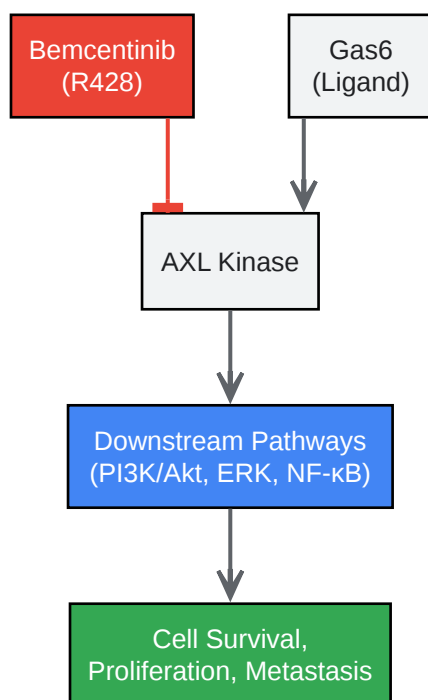 Bemcentinib
(R428)
Gas6
(Ligand)
AXL Kinase
Downstream Pathways
(PI3K/Akt, ERK, NF-κB)
Cell Survival,
Proliferation, Metastasis